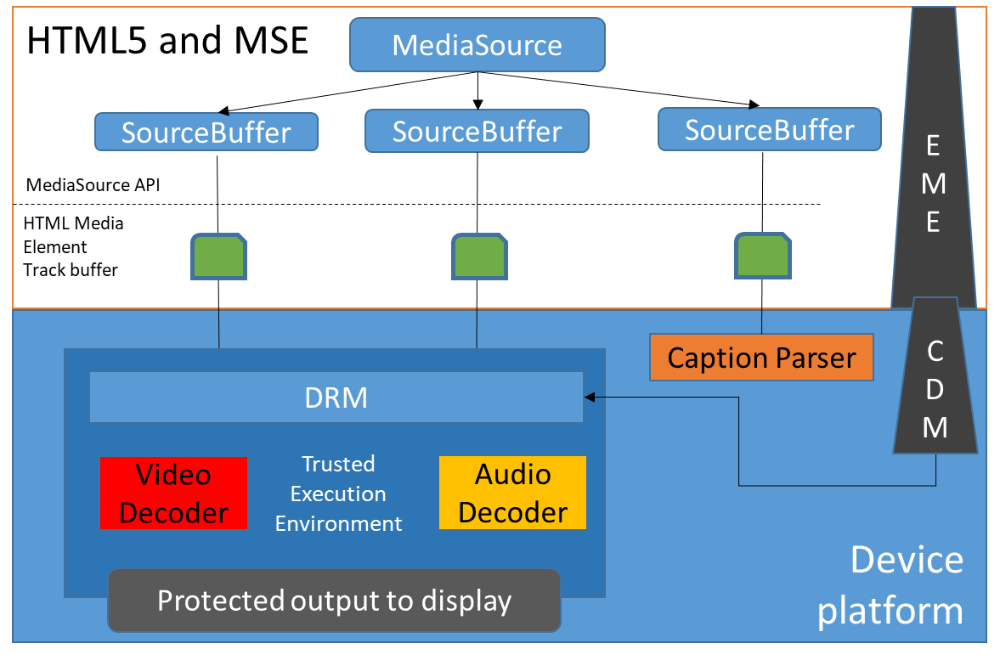 HTML5 and MSE
MediaSource
SourceBuffer
SourceBuffer
SourceBuffer
MediaSource API
HTML Media
Element
Track buffer
E
M
E
Caption Parser
C
D
M
DRM
Video
Decoder
Trusted
Execution
Environment
Audio
Decoder
Protected output to display
Device
platform